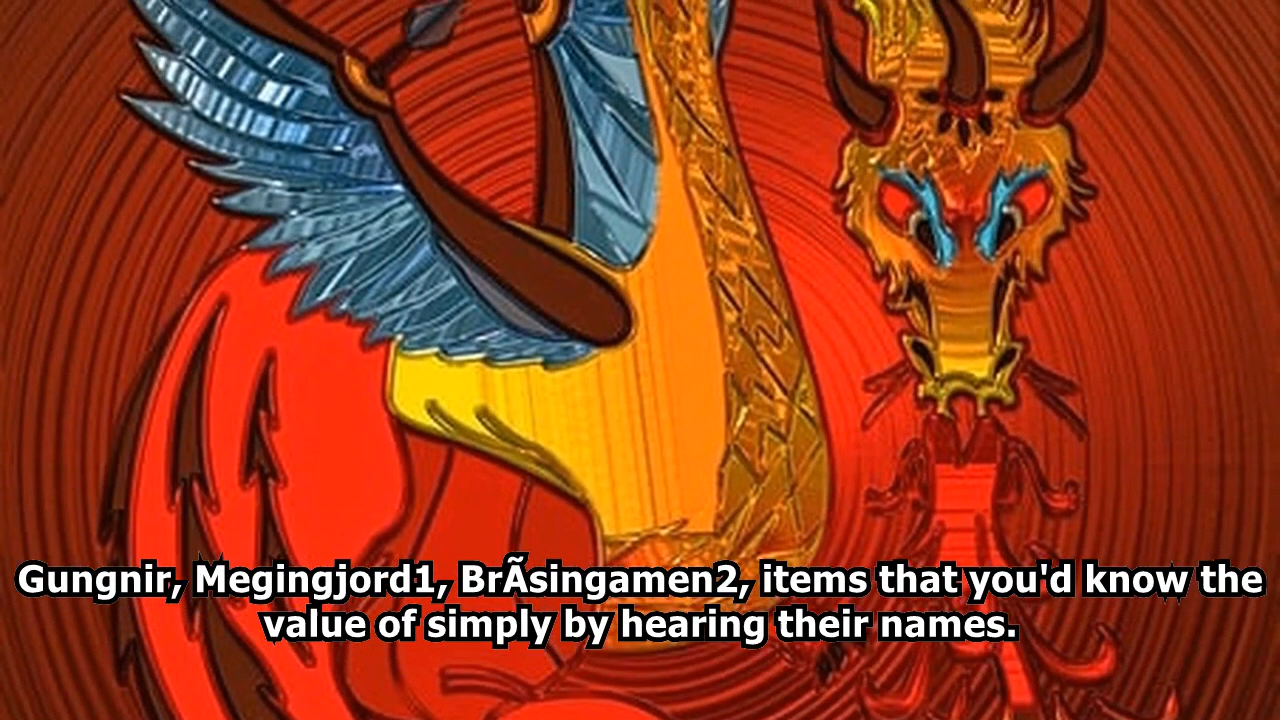 Gungnir, Megingjord1, BrÃsingamen2, items that you'd know the
value of simply by hearing their names.